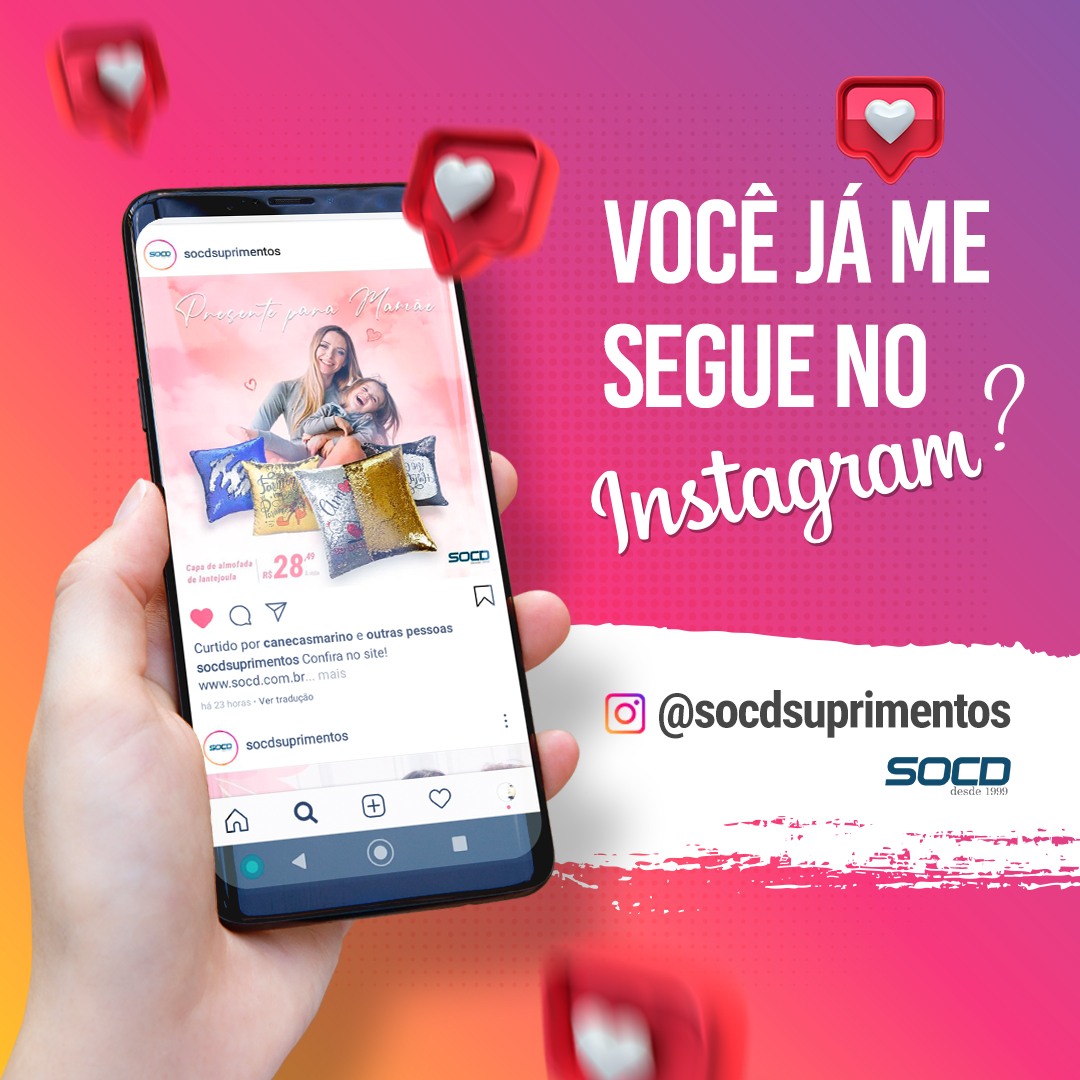 VOCÊ JÁ ME
SEGUE NO
Instagram?
@socdsuprimentos
SOCD
desde 1999
SOCD
socdsuprimentos
Presente para Mamãe
Capa de almofada
de lantejoula
R$28,49
SOCD
Curtido por canecasmarino e outras pessoas
socdsuprimentos Confira no site!
www.socd.com.br... mais
há 23 horas • Ver tradução
SOCD
socdsuprimentos